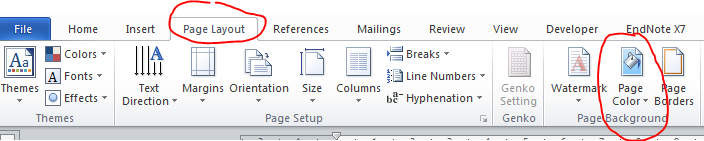 File Home Insert Page Layout References Mailings Review View Developer EndNote X7
Themes
Colors
Fonts
Effects
Themes
Text Direction
Margins
Orientation
Size
Columns
Breaks
Line Numbers
Hyphenation
Page Setup
Genko Setting
Genko
Watermark
Page Color
Page Borders
Page Background